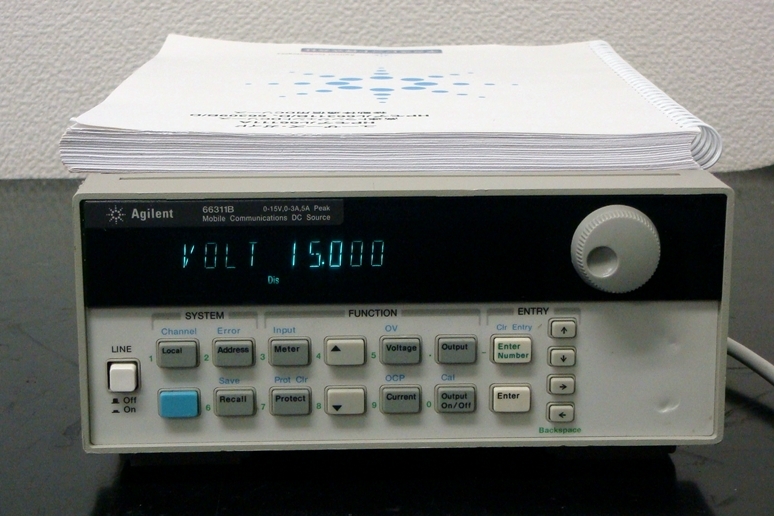 Agilent
66311B 0-15V,0-3A,5A Peak
Mobile Communications DC Source
VOLT 15.000
Dis
SYSTEM FUNCTION ENTRY
Channel Error Input OV Clr Entry
LINE
1 Local 2 Address 3 Meter 4 5 Voltage . Output - Enter Number
Off
On
Save Prot Clr OCP Cal
6 Recall 7 Protect 8 9 Current 0 Output On/Off Enter
Backspace